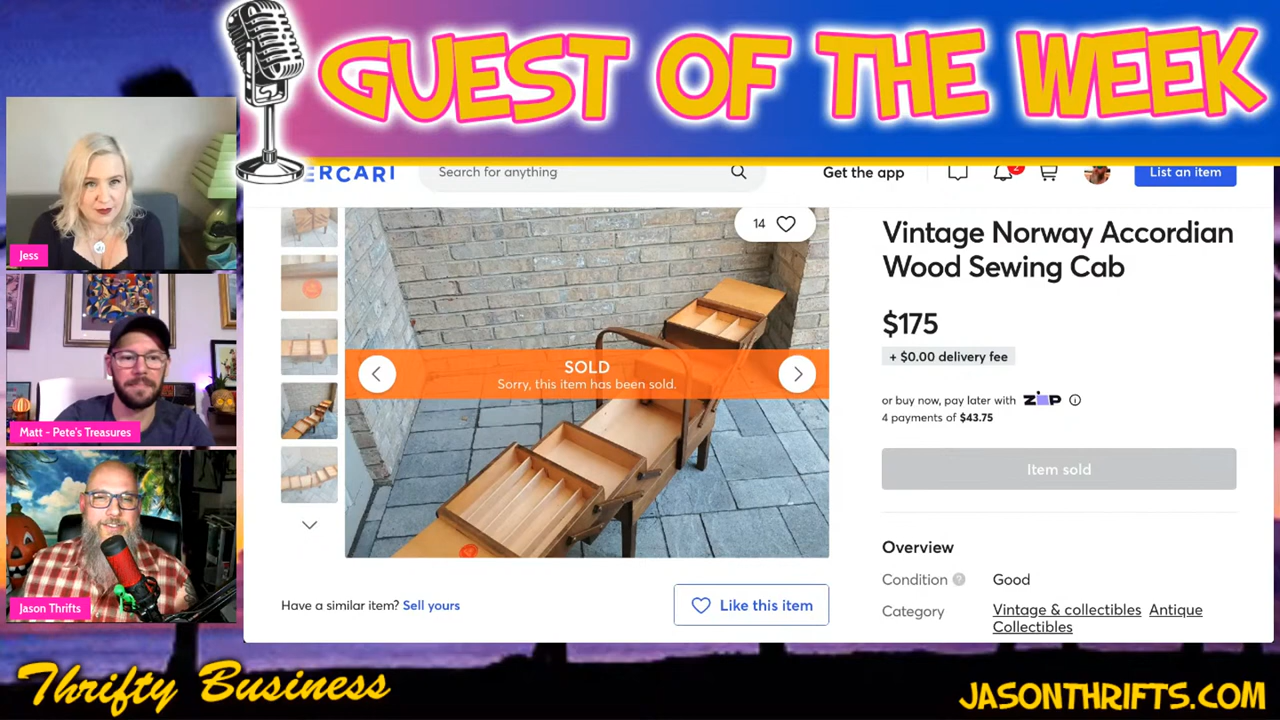 GUEST OF THE WEEK
ERCARI
Search for anything
Get the app
2
List an item
Jess
Matt - Pete's Treasures
Jason Thrifts
14
SOLD
Sorry, this item has been sold.
Vintage Norway Accordian
Wood Sewing Cab
$175
+ $0.00 delivery fee
or buy now, pay later with ZIP
4 payments of $43.75
Item sold
Overview
Condition ? Good
Category Vintage & collectibles Antique
Collectibles
Have a similar item? Sell yours
Like this item
Thrifty Business
JASONTHRIFTS.COM